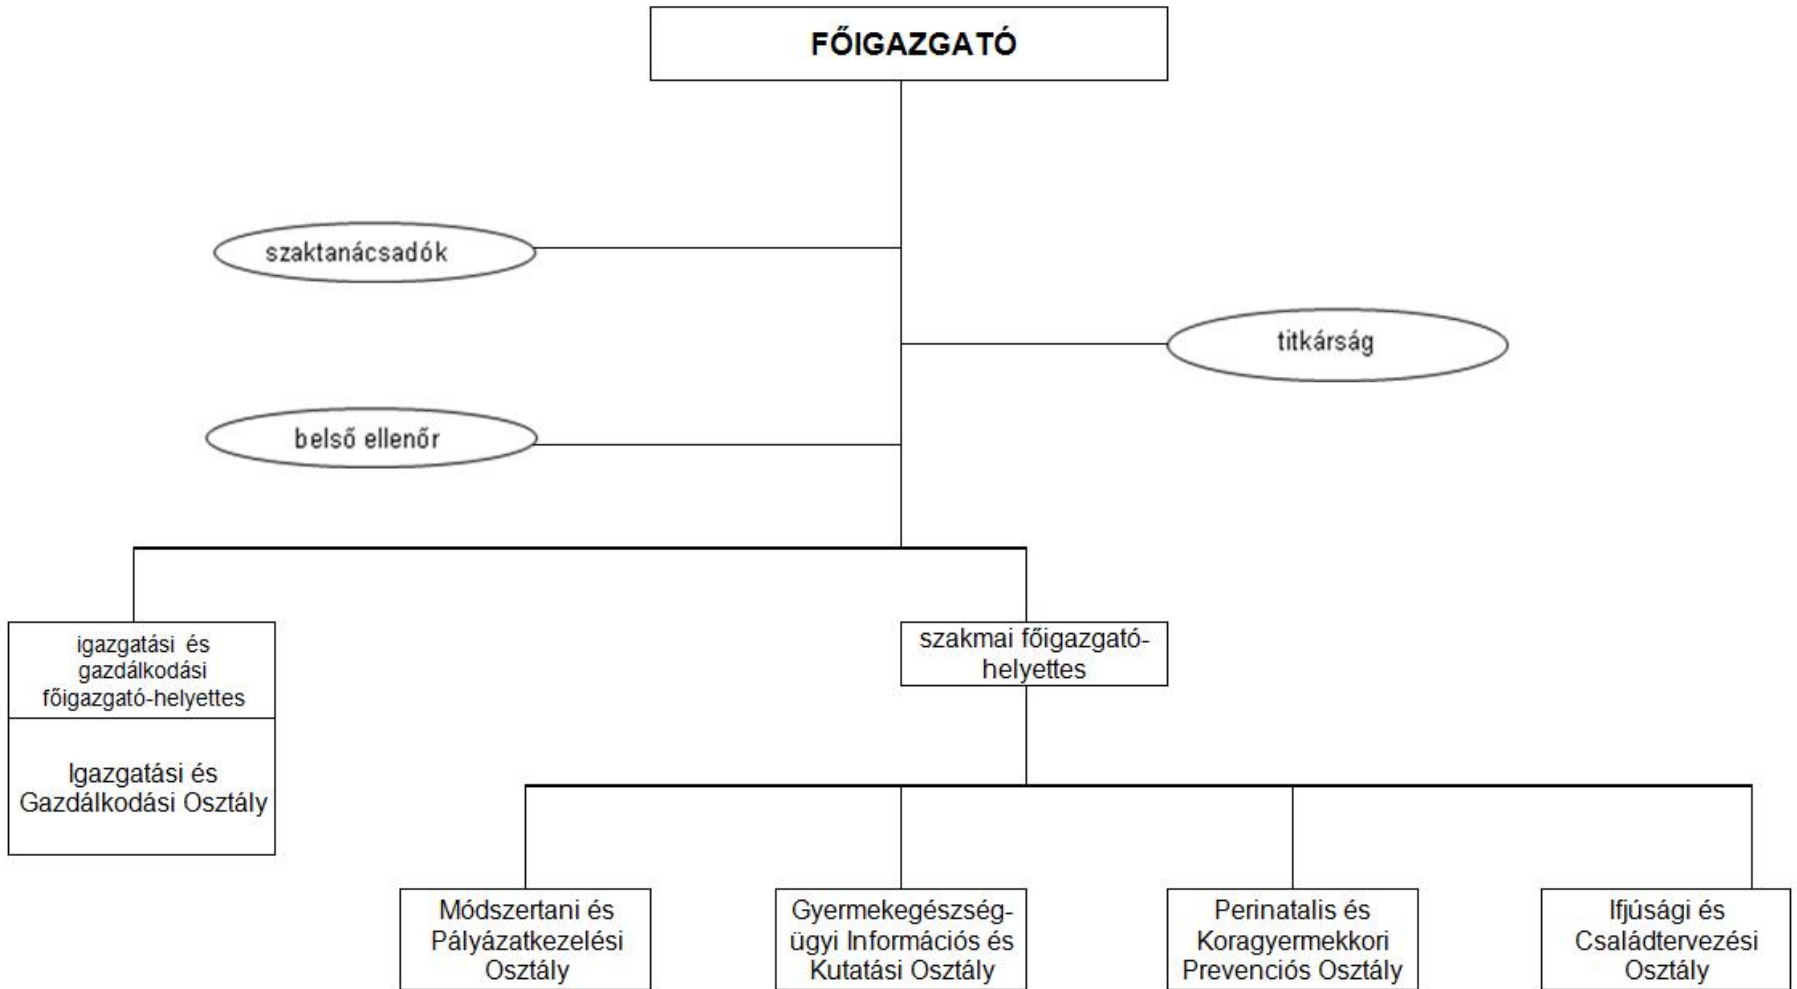 FŐIGAZGATÓ
szaktanácsadók
titkárság
belső ellenőr
igazgatási és
gazdálkodási
főigazgató-helyettes
Igazgatási és
Gazdálkodási Osztály
szakmai főigazgató-
helyettes
Módszertani és
Pályázatkezelési
Osztály
Gyermekegészség-
ügyi Információs és
Kutatási Osztály
Perinatalis és
Koragyermekkori
Prevenciós Osztály
Ifjúsági és
Családtervezési
Osztály